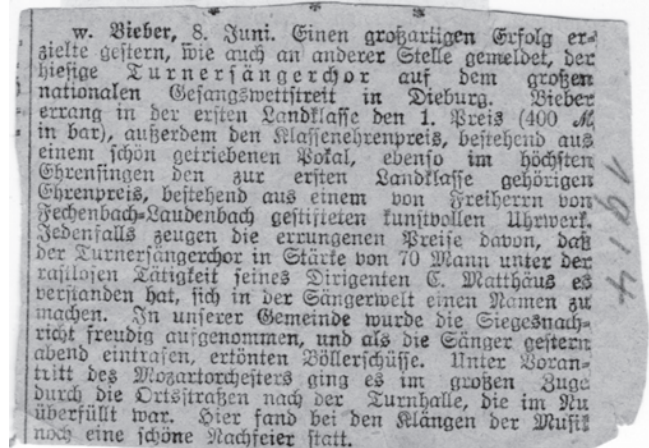 w. Bieber, 8. Juni. Einen großartigen Erfolg er-
zielte gestern, wie auch an anderer Stelle gemeldet, der
hiesige Turnersängerchor auf dem großen
nationalen Gesangswettstreit in Dieburg. Bieber
errang in der ersten Landklasse den 1. Preis (400 ℳ
in bar), außerdem den Klassenehrenpreis, bestehend aus
einem schön getriebenen Pokal, ebenso im höchsten
Ehrensingen den zur ersten Landklasse gehörigen
Ehrenpreis, bestehend aus einem von Freiherrn von
Fechenbach-Laudenbach gestifteten kunstvollen Uhrwerk.
Jedenfalls zeugen die errungenen Preise davon, daß
der Turnersängerchor in Stärke von 70 Mann unter der
rastlosen Tätigkeit seines Dirigenten C. Matthäus es
verstanden hat, sich in der Sängerwelt einen Namen zu
machen. In unserer Gemeinde wurde die Siegesnach-
richt freudig aufgenommen, und als die Sänger gestern
abend eintrafen, ertönten Böllerschüsse. Unter Voran-
tritt des Mozartorchesters ging es im großen Zuge
durch die Ortsstraßen nach der Turnhalle, die im Nu
überfüllt war. Hier fand bei den Klängen der Musik
noch eine schöne Nachfeier statt.
1914